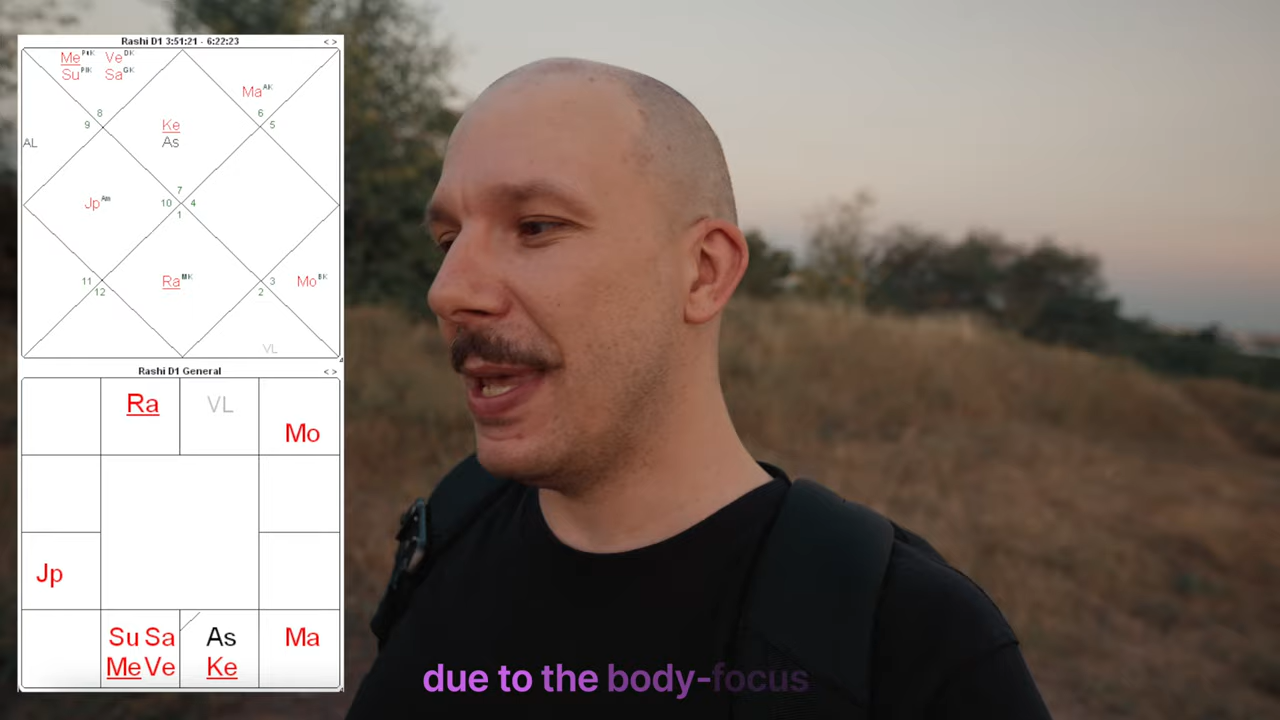 Rashi D1 3:51:21 - 6:22:23 < >
Me PiK Ve DK
Su PK Sa GK
Ma AK
8 6
9 5
Ke
AL As
7
Jp Am 10 4
1
11 Ra MK 3 Mo BK
12 2
VL
Rashi D1 General < >
Ra VL
Mo
Jp
Su Sa As Ma
Me Ve Ke
due to the body-focus